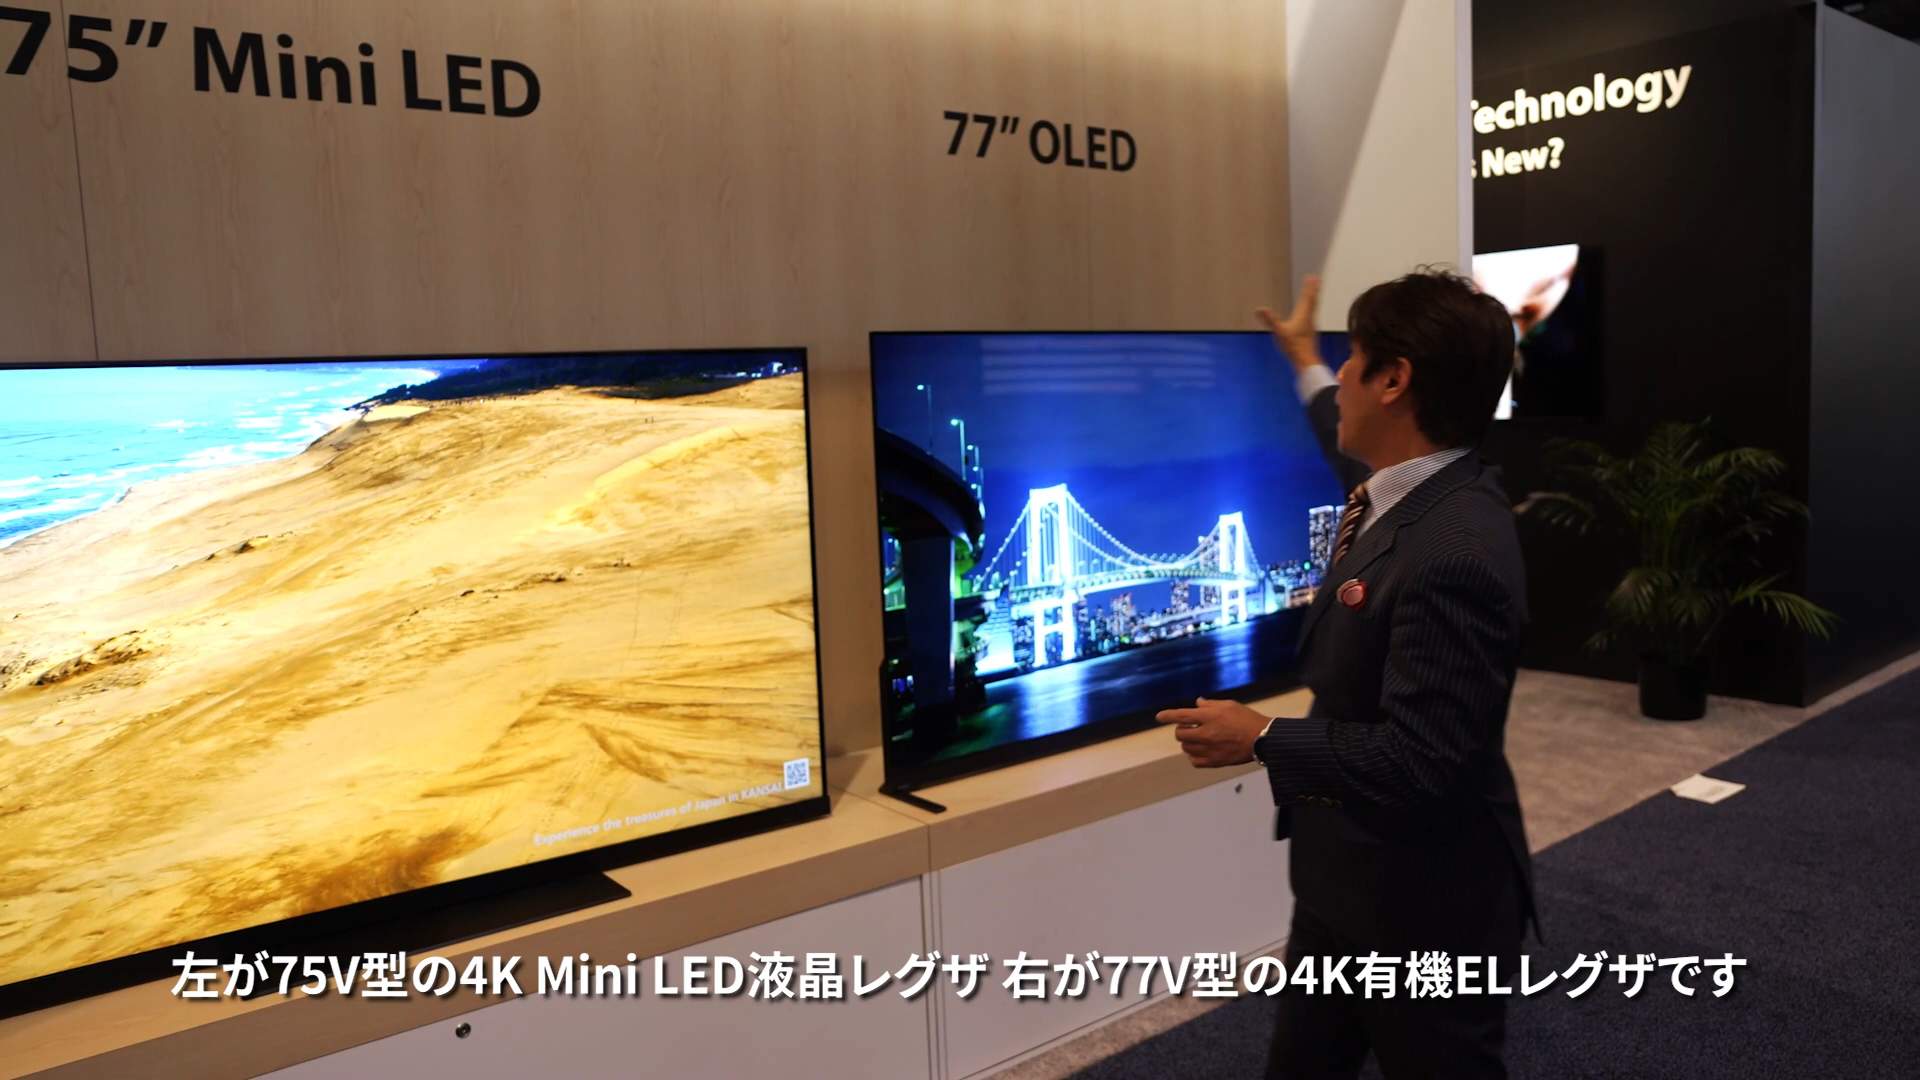 75” Mini LED
77” OLED
Technology
s New?
Experience the treasures of Japan in KANSAI
左が75V型の4K Mini LED液晶レグザ 右が77V型の4K有機ELレグザです